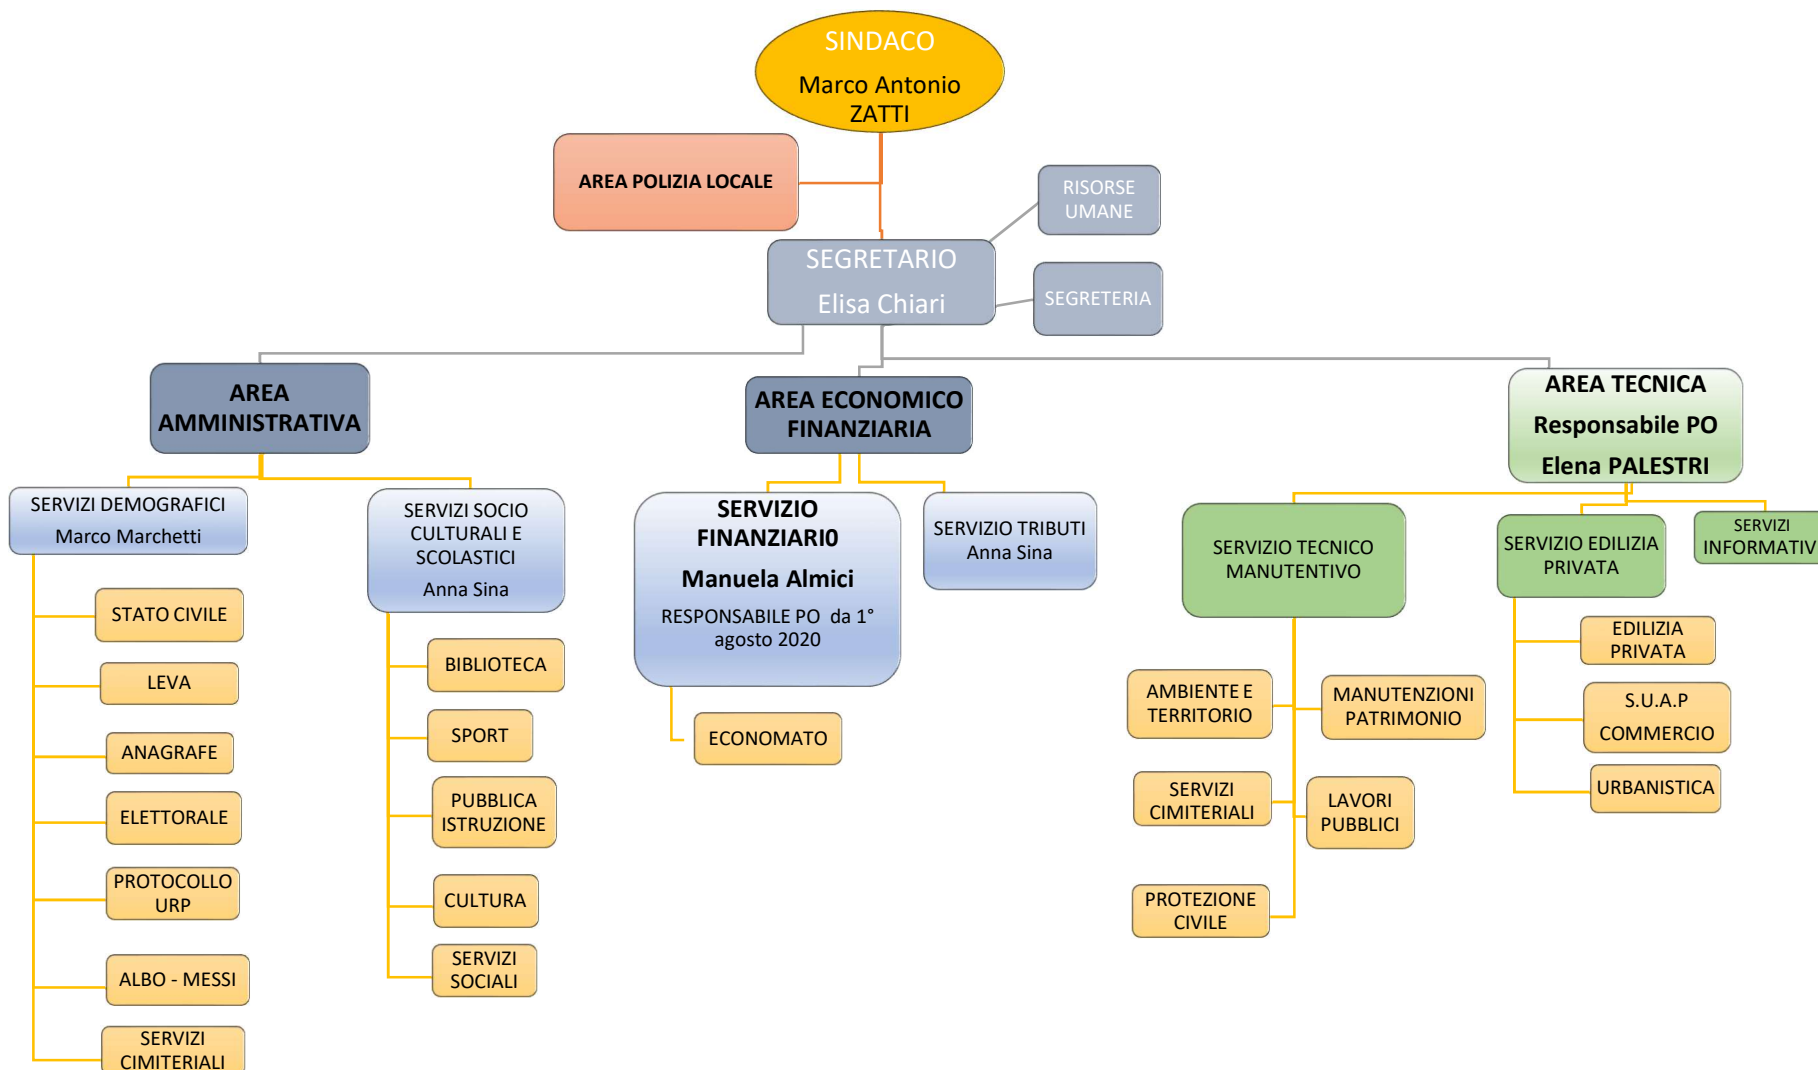 SINDACO
Marco Antonio
ZATTI
AREA POLIZIA LOCALE
RISORSE
UMANE
SEGRETARIO
Elisa Chiari
SEGRETERIA
AREA
AMMINISTRATIVA
AREA ECONOMICO
FINANZIARIA
AREA TECNICA
Responsabile PO
Elena PALESTRI
SERVIZI DEMOGRAFICI
Marco Marchetti
STATO CIVILE
LEVA
ANAGRAFE
ELETTORALE
PROTOCOLLO
URP
ALBO - MESSI
SERVIZI
CIMITERIALI
SERVIZI SOCIO
CULTURALI E
SCOLASTICI
Anna Sina
BIBLIOTECA
SPORT
PUBBLICA
ISTRUZIONE
CULTURA
SERVIZI
SOCIALI
SERVIZIO
FINANZIARI0
Manuela Almici
RESPONSABILE PO da 1°
agosto 2020
ECONOMATO
SERVIZIO TRIBUTI
Anna Sina
SERVIZIO TECNICO
MANUTENTIVO
AMBIENTE E
TERRITORIO
MANUTENZIONI
PATRIMONIO
SERVIZI
CIMITERIALI
LAVORI
PUBBLICI
PROTEZIONE
CIVILE
SERVIZIO EDILIZIA
PRIVATA
EDILIZIA
PRIVATA
S.U.A.P
COMMERCIO
URBANISTICA
SERVIZI
INFORMATIV